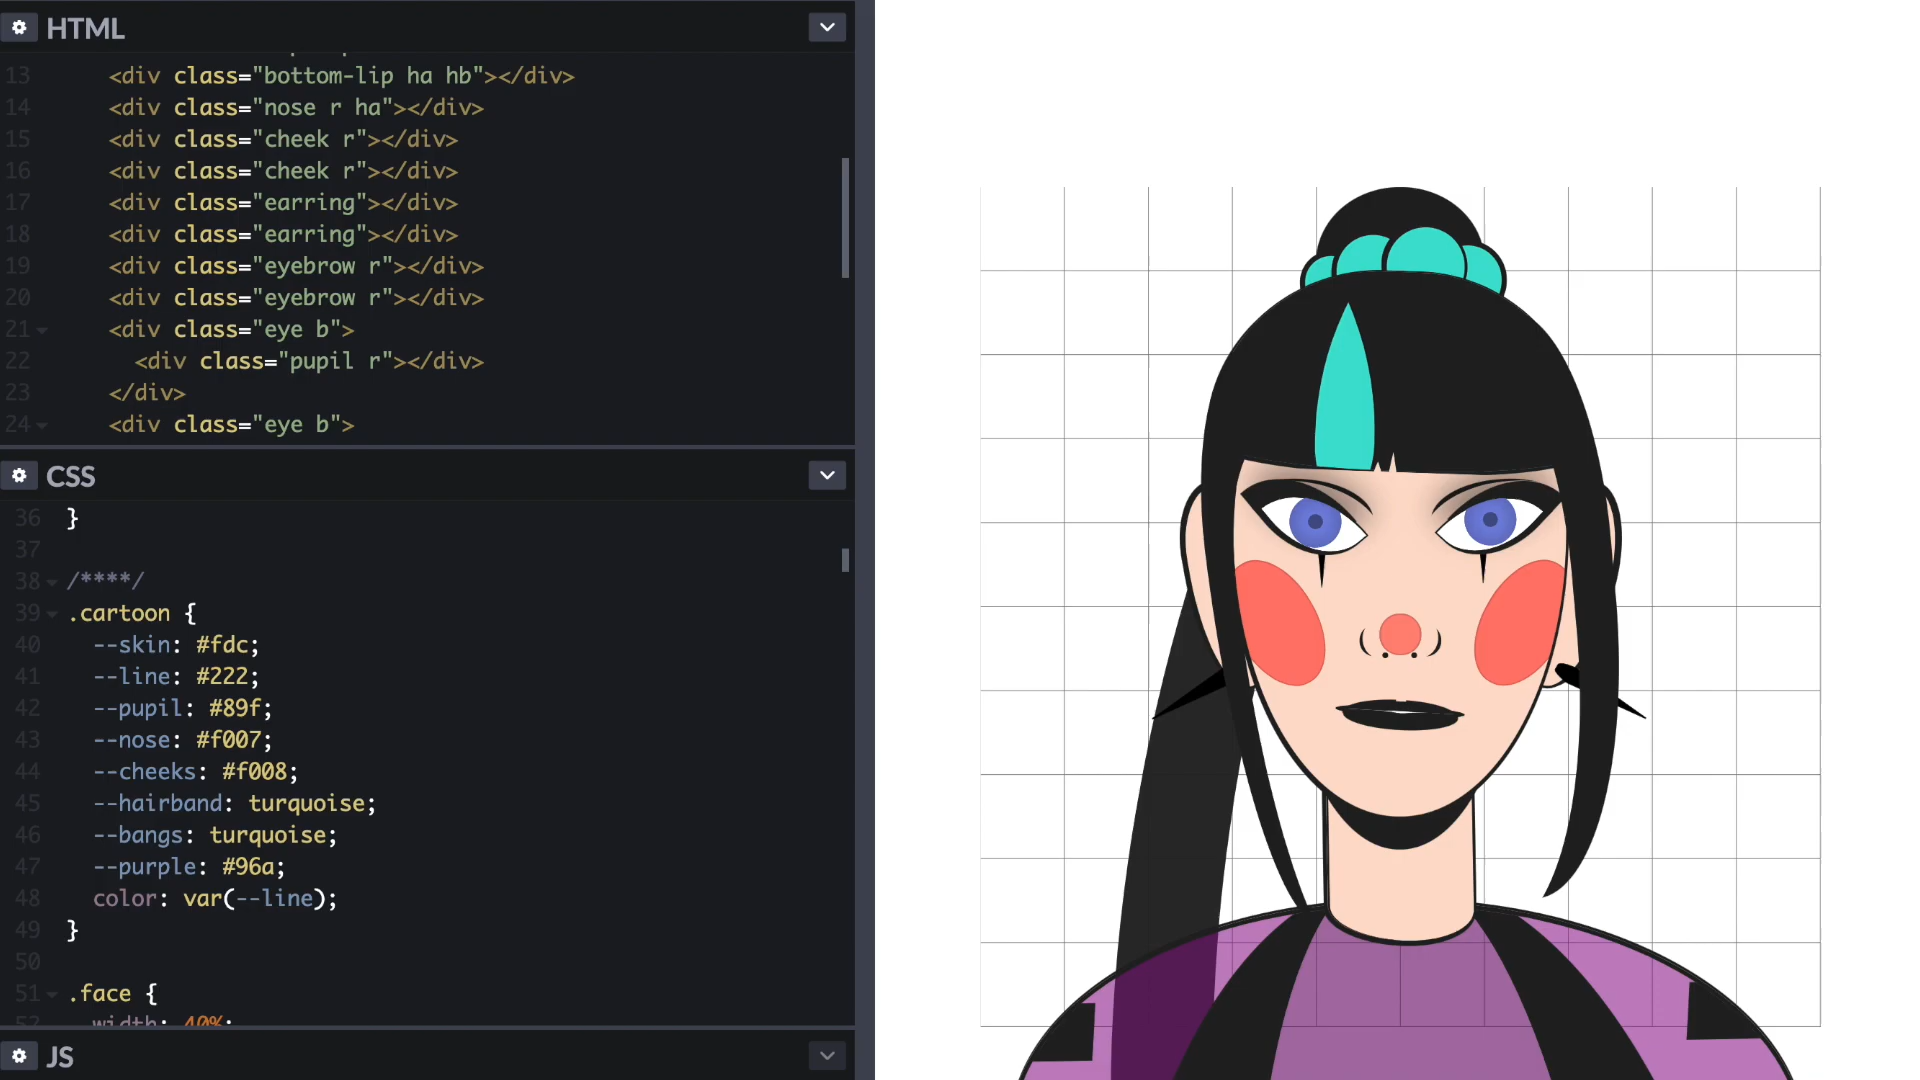 HTML
13 <div class="bottom-lip ha hb"></div>
14 <div class="nose r ha"></div>
15 <div class="cheek r"></div>
16 <div class="cheek r"></div>
17 <div class="earring"></div>
18 <div class="earring"></div>
19 <div class="eyebrow r"></div>
20 <div class="eyebrow r"></div>
21 <div class="eye b">
22 <div class="pupil r"></div>
23 </div>
24 <div class="eye b">
CSS
36 }
37
38 /****/
39 .cartoon {
40 --skin: #fdc;
41 --line: #222;
42 --pupil: #89f;
43 --nose: #f007;
44 --cheeks: #f008;
45 --hairband: turquoise;
46 --bangs: turquoise;
47 --purple: #96a;
48 color: var(--line);
49 }
50
51 .face {
52 width: 40%;
JS